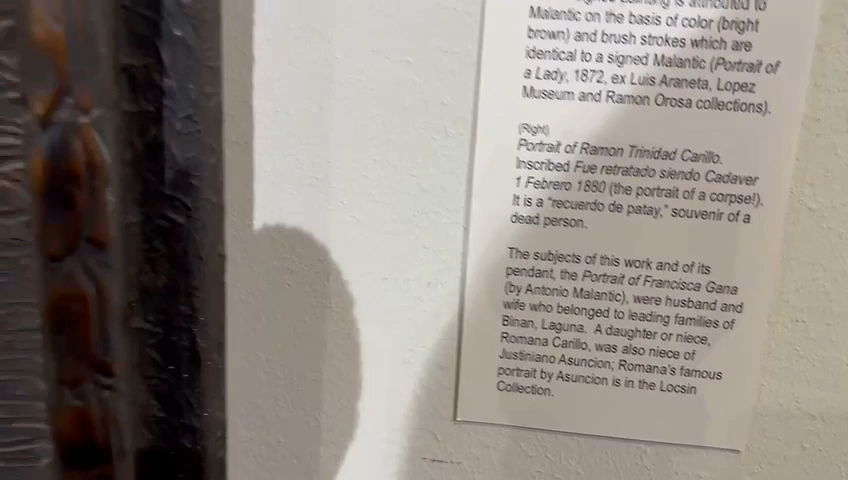 attributed to
Malantic on the basis of color (bright
brown) and brush strokes which are
identical to a signed Malantic (Portrait of
a Lady, 1872, ex Luis Araneta, Lopez
Museum and Ramon Orosa collections).
(Right)
Portrait of Ramon Trinidad Carillo.
Inscribed Fue retratado siendo Cadaver
1 Febrero 1880 (the portrait of a corpse!).
It is a "recuerdo de patay," souvenir of a
dead person.
The subjects of this work and of its
pendant, the Portrait of Francisca Gana
(by Antonio Malantic), were husband and
wife who belonged to leading families of
Binan, Laguna. A daughter or niece,
Romana Carillo, was also niece of
Justiniano Asuncion; Romana's famous
portrait by Asuncion is in the Locsin
Collection.